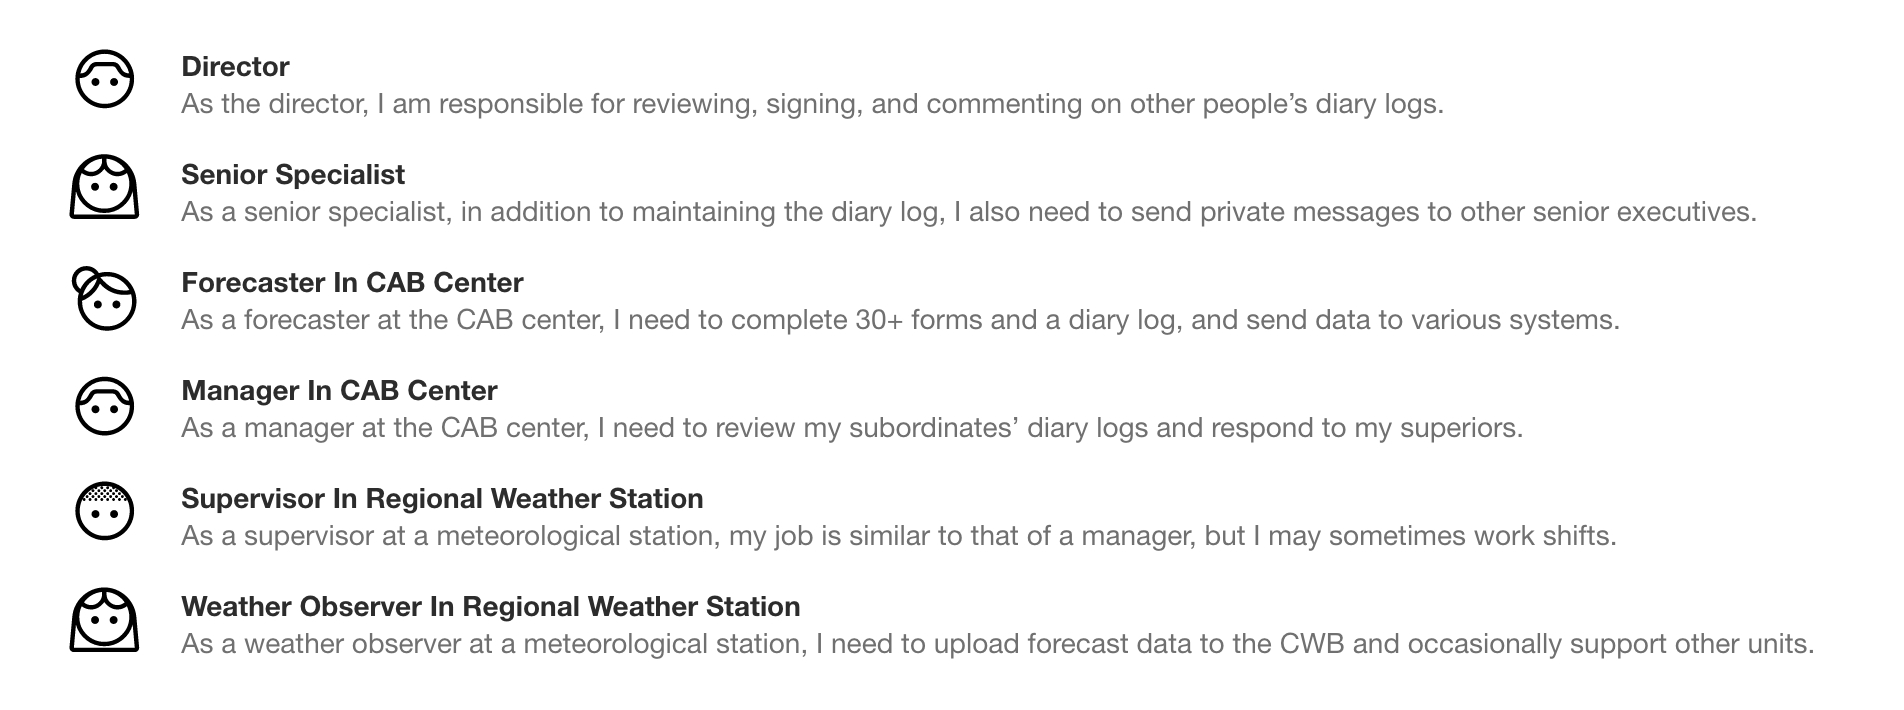 Director
As the director, I am responsible for reviewing, signing, and commenting on other people’s diary logs.
Senior Specialist
As a senior specialist, in addition to maintaining the diary log, I also need to send private messages to other senior executives.
Forecaster In CAB Center
As a forecaster at the CAB center, I need to complete 30+ forms and a diary log, and send data to various systems.
Manager In CAB Center
As a manager at the CAB center, I need to review my subordinates’ diary logs and respond to my superiors.
Supervisor In Regional Weather Station
As a supervisor at a meteorological station, my job is similar to that of a manager, but I may sometimes work shifts.
Weather Observer In Regional Weather Station
As a weather observer at a meteorological station, I need to upload forecast data to the CWB and occasionally support other units.